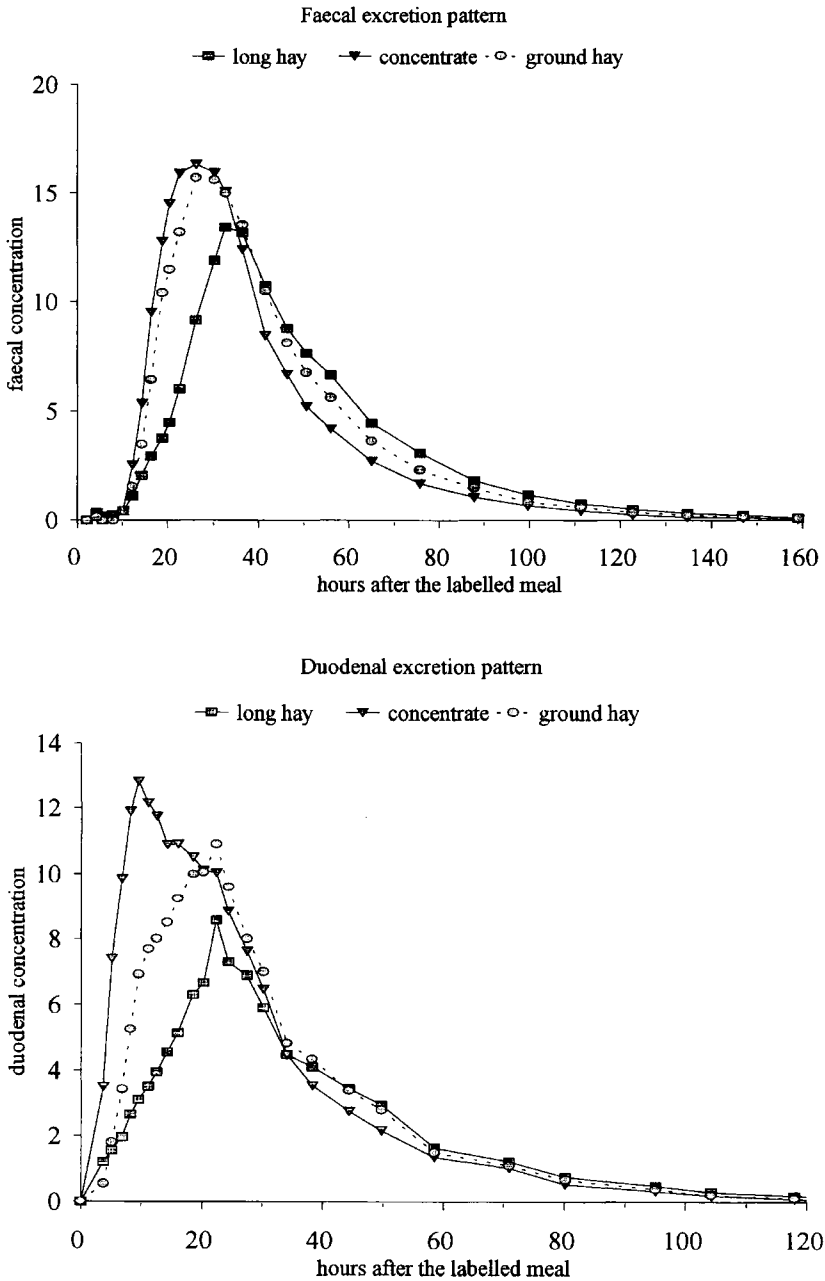 Faecal excretion pattern
long hay concentrate ground hay
20
15
10
5
0
faecal concentration
0 20 40 60 80 100 120 140 160
hours after the labelled meal
Duodenal excretion pattern
long hay concentrate ground hay
14
12
10
8
6
4
2
0
duodenal concentration
0 20 40 60 80 100 120
hours after the labelled meal